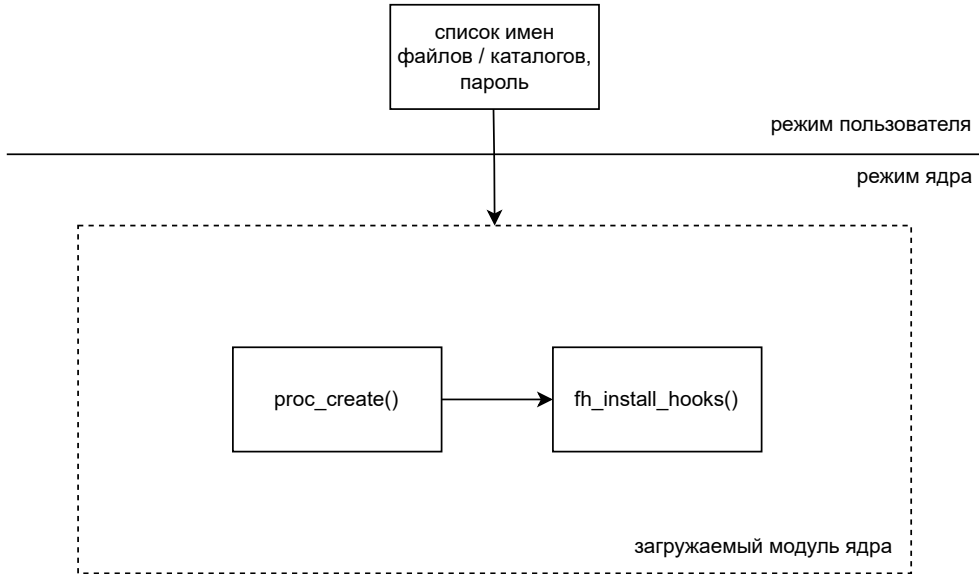 список имен
файлов / каталогов,
пароль
режим пользователя
режим ядра
proc_create()
fh_install_hooks()
загружаемый модуль ядра